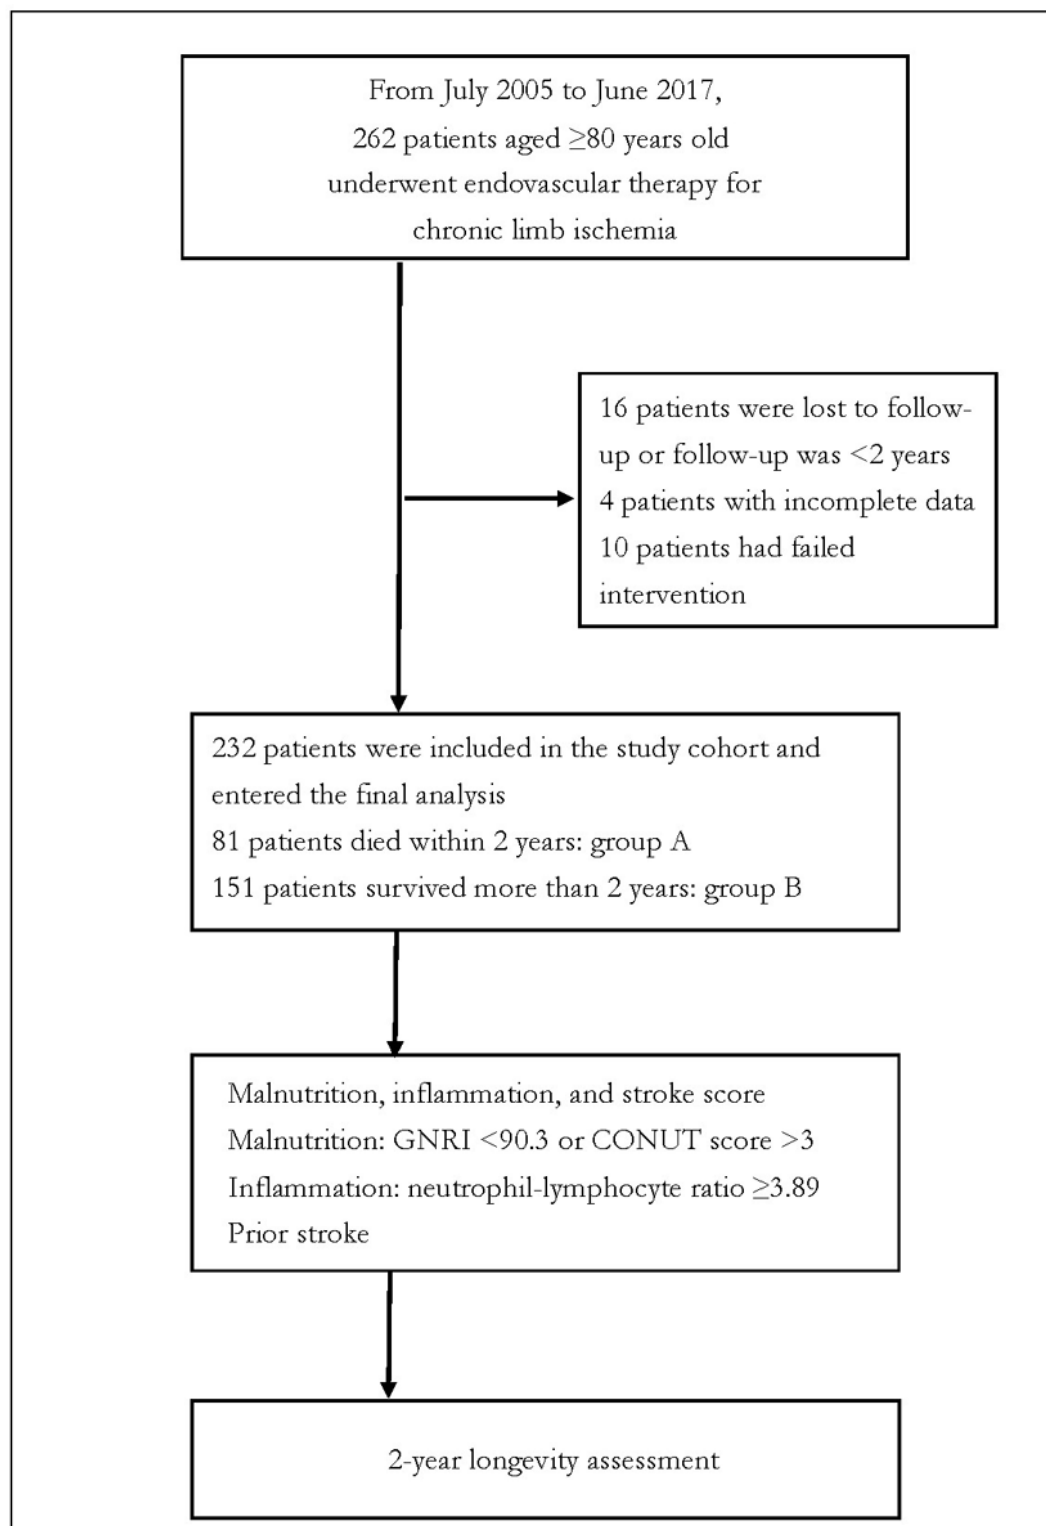 From July 2005 to June 2017,
262 patients aged ≥80 years old
underwent endovascular therapy for
chronic limb ischemia
16 patients were lost to follow-
up or follow-up was <2 years
4 patients with incomplete data
10 patients had failed
intervention
232 patients were included in the study cohort and
entered the final analysis
81 patients died within 2 years: group A
151 patients survived more than 2 years: group B
Malnutrition, inflammation, and stroke score
Malnutrition: GNRI <90.3 or CONUT score >3
Inflammation: neutrophil-lymphocyte ratio ≥3.89
Prior stroke
2-year longevity assessment